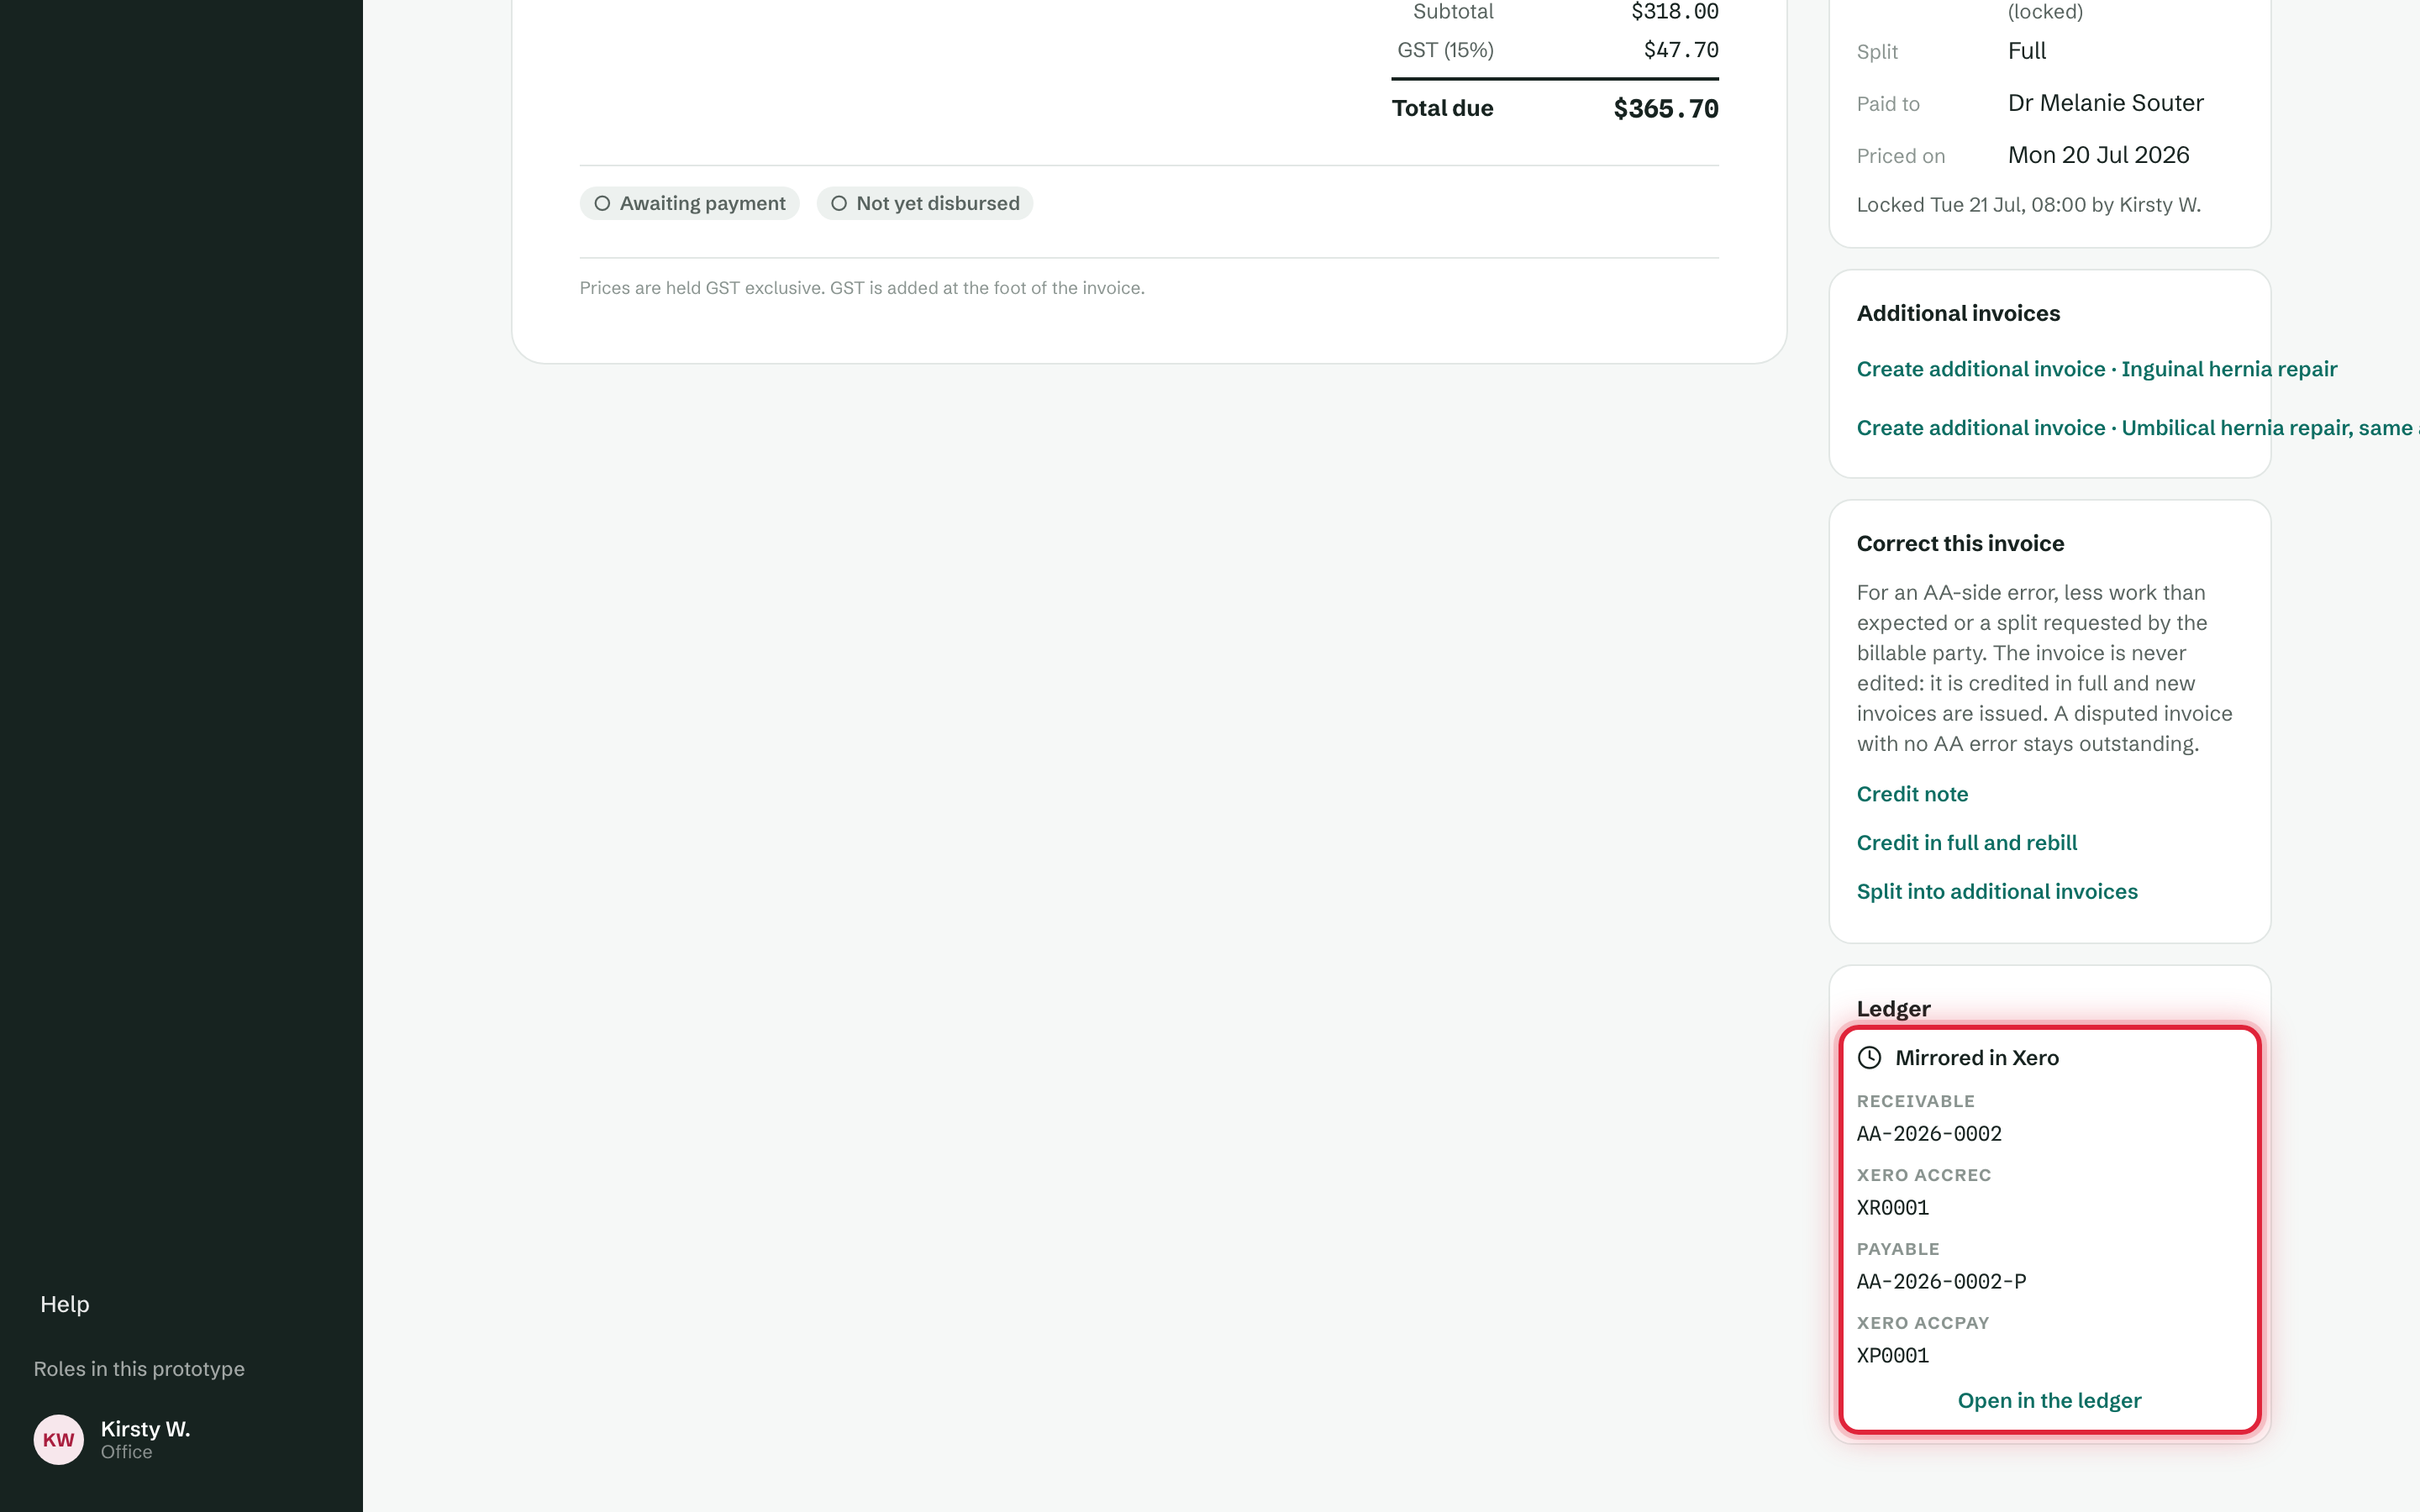 Subtotal $318.00
GST (15%) $47.70
Total due $365.70
Awaiting payment Not yet disbursed
Prices are held GST exclusive. GST is added at the foot of the invoice.
(locked)
Split Full
Paid to Dr Melanie Souter
Priced on Mon 20 Jul 2026
Locked Tue 21 Jul, 08:00 by Kirsty W.
Additional invoices
Create additional invoice · Inguinal hernia repair
Create additional invoice · Umbilical hernia repair, same
Correct this invoice
For an AA-side error, less work than
expected or a split requested by the
billable party. The invoice is never
edited: it is credited in full and new
invoices are issued. A disputed invoice
with no AA error stays outstanding.
Credit note
Credit in full and rebill
Split into additional invoices
Ledger
Mirrored in Xero
RECEIVABLE
AA-2026-0002
XERO ACCREC
XR0001
PAYABLE
AA-2026-0002-P
XERO ACCPAY
XP0001
Open in the ledger
Help
Roles in this prototype
KW
Kirsty W.
Office